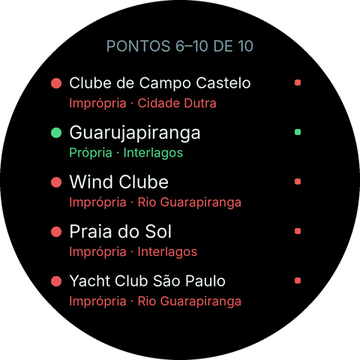 PONTOS 6–10 DE 10
Clube de Campo Castelo
Imprópria · Cidade Dutra
Guarujapiranga
Própria · Interlagos
Wind Clube
Imprópria · Rio Guarapiranga
Praia do Sol
Imprópria · Interlagos
Yacht Club São Paulo
Imprópria · Rio Guarapiranga